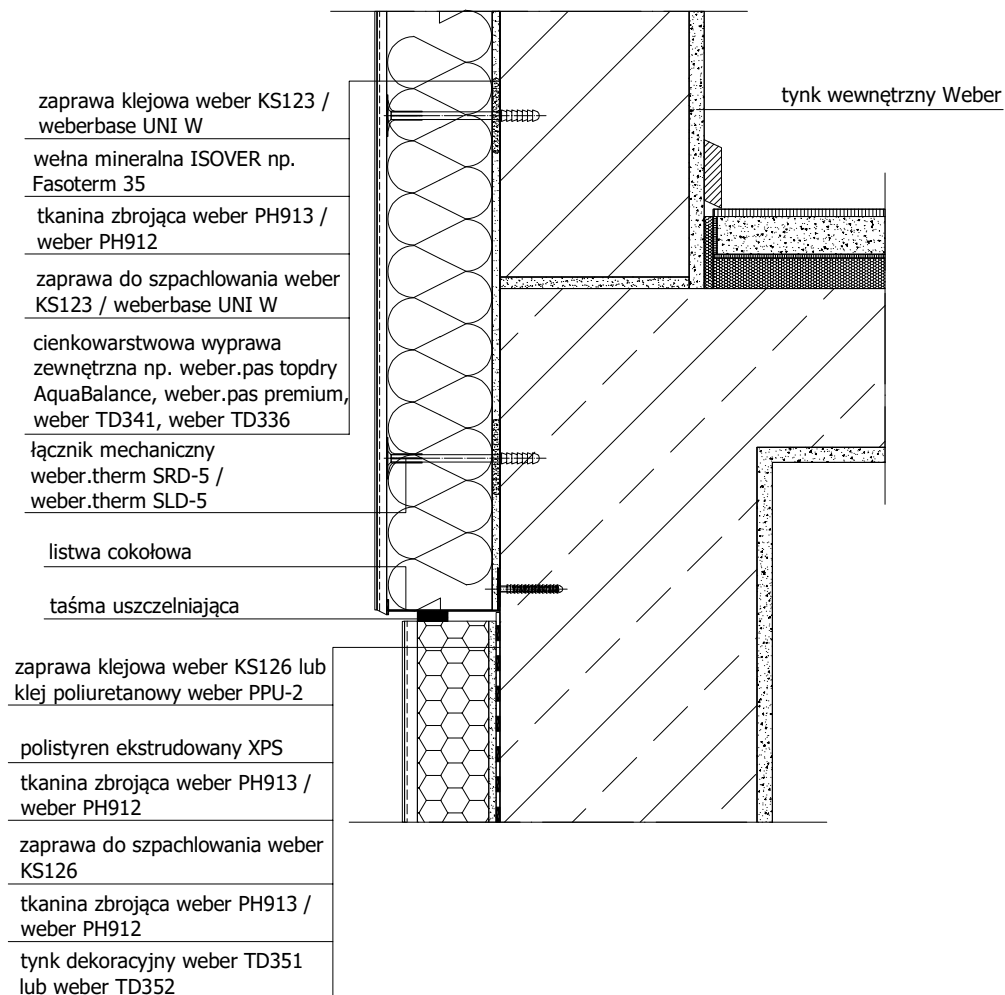 zaprawa klejowa weber KS123 /
weberbase UNI W
wełna mineralna ISOVER np.
Fasoterm 35
tkanina zbrojąca weber PH913 /
weber PH912
zaprawa do szpachlowania weber
KS123 / weberbase UNI W
cienkowarstwowa wyprawa
zewnętrzna np. weber.pas topdry
AquaBalance, weber.pas premium,
weber TD341, weber TD336
łącznik mechaniczny
weber.therm SRD-5 /
weber.therm SLD-5
listwa cokołowa
taśma uszczelniająca
zaprawa klejowa weber KS126 lub
klej poliuretanowy weber PPU-2
polistyren ekstrudowany XPS
tkanina zbrojąca weber PH913 /
weber PH912
zaprawa do szpachlowania weber
KS126
tkanina zbrojąca weber PH913 /
weber PH912
tynk dekoracyjny weber TD351
lub weber TD352
tynk wewnętrzny Weber